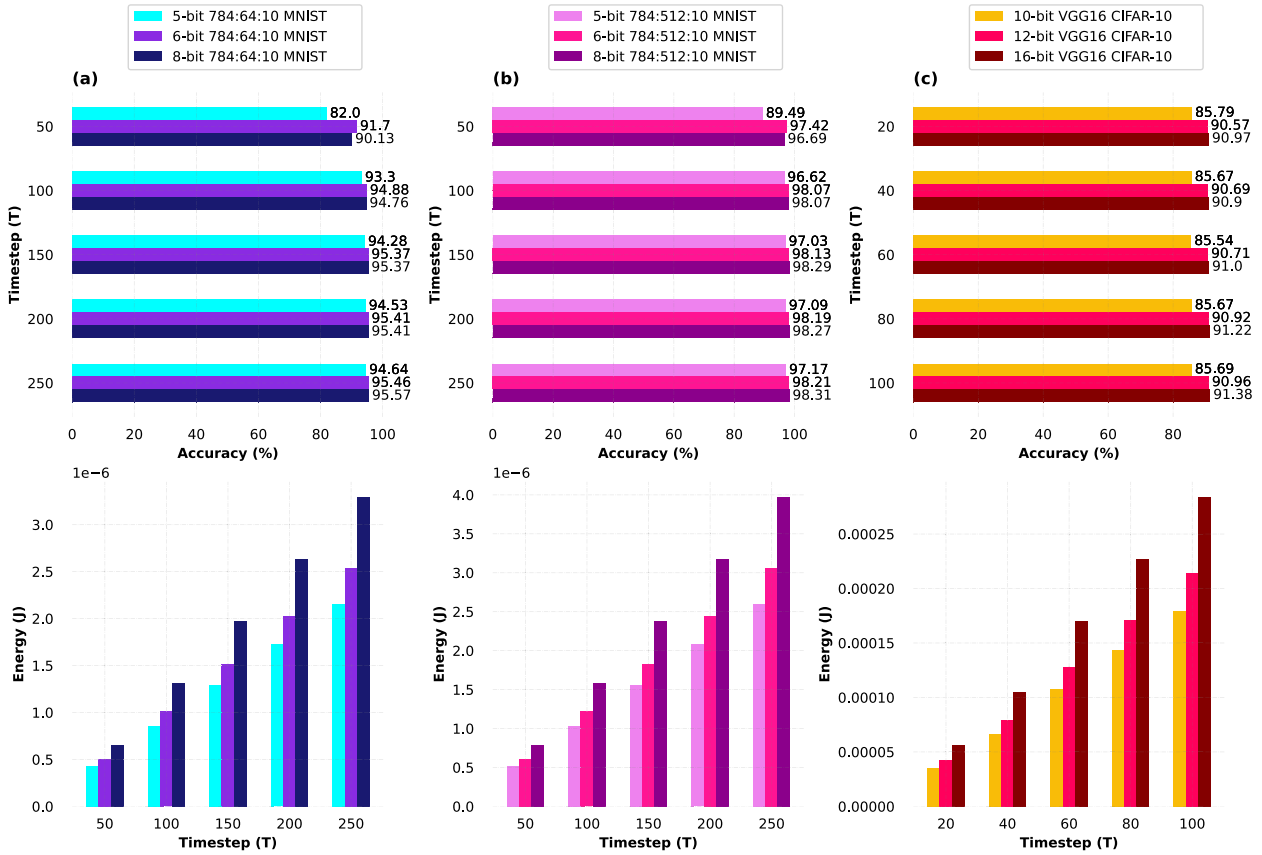 5-bit 784:64:10 MNIST
6-bit 784:64:10 MNIST
8-bit 784:64:10 MNIST
(a)
Timestep (T)
50
100
150
200
250
82.0
91.7
90.13
93.3
94.88
94.76
94.28
95.37
95.37
94.53
95.41
95.41
94.64
95.46
95.57
0 20 40 60 80 100
Accuracy (%)
5-bit 784:512:10 MNIST
6-bit 784:512:10 MNIST
8-bit 784:512:10 MNIST
(b)
Timestep (T)
50
100
150
200
250
89.49
97.42
96.69
96.62
98.07
98.07
97.03
98.13
98.29
97.09
98.19
98.27
97.17
98.21
98.31
0 20 40 60 80 100
Accuracy (%)
10-bit VGG16 CIFAR-10
12-bit VGG16 CIFAR-10
16-bit VGG16 CIFAR-10
(c)
Timestep (T)
20
40
60
80
100
85.79
90.57
90.97
85.67
90.69
90.9
85.54
90.71
91.0
85.67
90.92
91.22
85.69
90.96
91.38
0 20 40 60 80
Accuracy (%)
1e−6
Energy (J)
3.0
2.5
2.0
1.5
1.0
0.5
0.0
50 100 150 200 250
Timestep (T)
1e−6
Energy (J)
4.0
3.5
3.0
2.5
2.0
1.5
1.0
0.5
0.0
50 100 150 200 250
Timestep (T)
Energy (J)
0.00025
0.00020
0.00015
0.00010
0.00005
0.00000
20 40 60 80 100
Timestep (T)